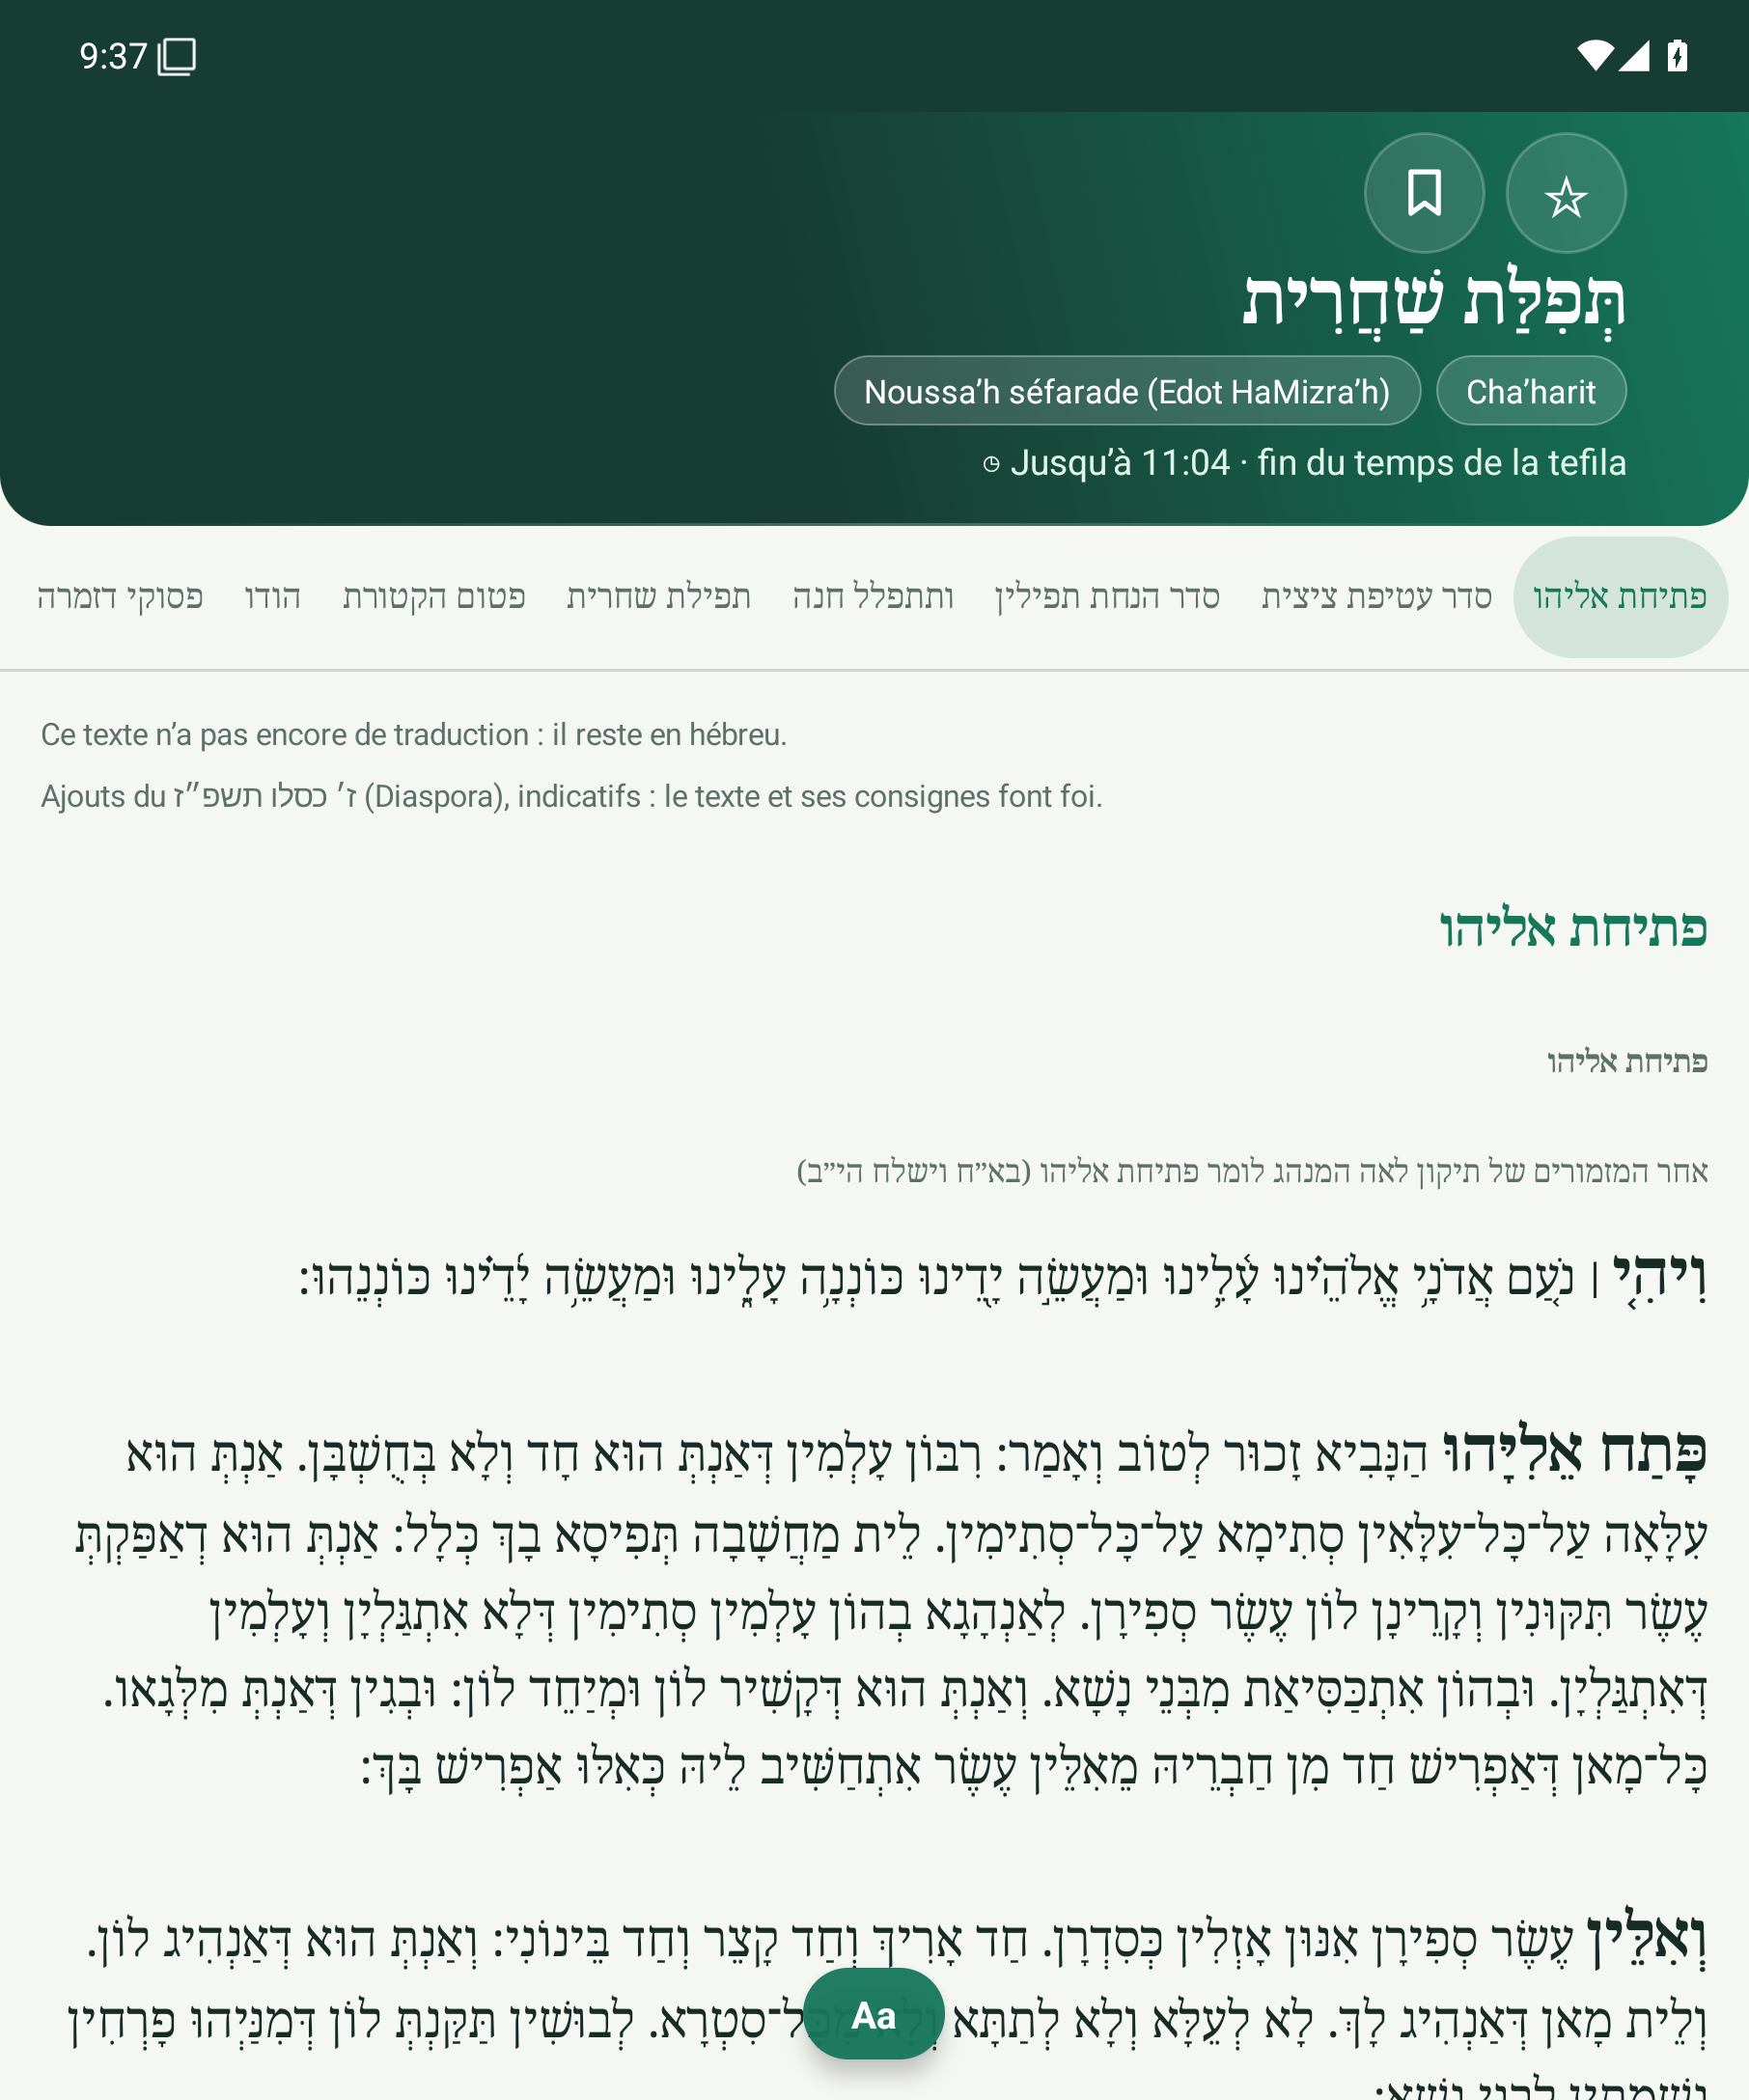 9:37
תְּפִלַּת שַׁחֲרִית
Cha’harit
Noussa’h séfarade (Edot HaMizra’h)
Jusqu’à 11:04 · fin du temps de la tefila
פתיחת אליהו
סדר עטיפת ציצית
סדר הנחת תפילין
ותתפלל חנה
תפילת שחרית
פטום הקטורת
הודו
פסוקי דזמרה
Ce texte n’a pas encore de traduction : il reste en hébreu.
Ajouts du ז׳ כסלו תשפ״ז (Diaspora), indicatifs : le texte et ses consignes font foi.
פתיחת אליהו
פתיחת אליהו
אחר המזמורים של תיקון לאה המנהג לומר פתיחת אליהו (בא״ח וישלח הי״ב)
וִיהִ֤י ׀ נֹ֤עַם אֲדֹנָ֥י אֱלֹהֵ֗ינוּ עָ֫לֵ֥ינוּ וּמַעֲשֵׂ֣ה יָ֭דֵינוּ כּוֹנְנָ֥ה עָלֵ֑ינוּ וּמַעֲשֵׂ֥ה יָ֝דֵ֗ינוּ כּוֹנְנֵֽהוּ׃
פָּתַח אֵלִיָּהוּ הַנָּבִיא זָכוּר לְטוֹב וְאָמַר: רִבּוֹן עָלְמִין דְּאַנְתְּ הוּא חָד וְלָא בְּחֻשְׁבָּן. אַנְתְּ הוּא
עִלָּאָה עַל־כָּל־עִלָּאִין סְתִימָא עַל־כָּל־סְתִימִין. לֵית מַחֲשָׁבָה תְּפִיסָא בָךְ כְּלָל: אַנְתְּ הוּא דְאַפַּקְתְּ
עֶשֶׂר תִּקּוּנִין וְקָרֵינָן לוֹן עֶשֶׂר סְפִירָן. לְאַנְהָגָא בְהוֹן עָלְמִין סְתִימִין דְּלָא אִתְגַּלְיָן וְעָלְמִין
דְּאִתְגַּלְיָן. וּבְהוֹן אִתְכַּסִּיאַת מִבְּנֵי נָשָׁא. וְאַנְתְּ הוּא דְּקָשִׁיר לוֹן וּמְיַחֵד לוֹן: וּבְגִין דְּאַנְתְּ מִלְּגָאו.
כָּל־מָאן דְּאַפְרִישׁ חַד מִן חַבְרֵיהּ מֵאִלֵּין עֶשֶׂר אִתְחַשִּׁיב לֵיהּ כְּאִלּוּ אַפְרִישׁ בָּךְ:
וְאִלֵּין עֶשֶׂר סְפִירָן אִנּוּן אָזְלִין כְּסִדְרָן. חַד אָרִיךְ וְחַד קָצֵר וְחַד בֵּינוֹנִי: וְאַנְתְּ הוּא דְּאַנְהִיג לוֹן.
וְלֵית מָאן דְּאַנְהִיג לָךְ. לָא לְעֵלָּא וְלָא לְתַתָּא וְלָא מִכָּל־סִטְרָא. לְבוּשִׁין תַּקַּנְתְּ לוֹן דְּמִנַּיְהוּ פָּרְחִין
Aa